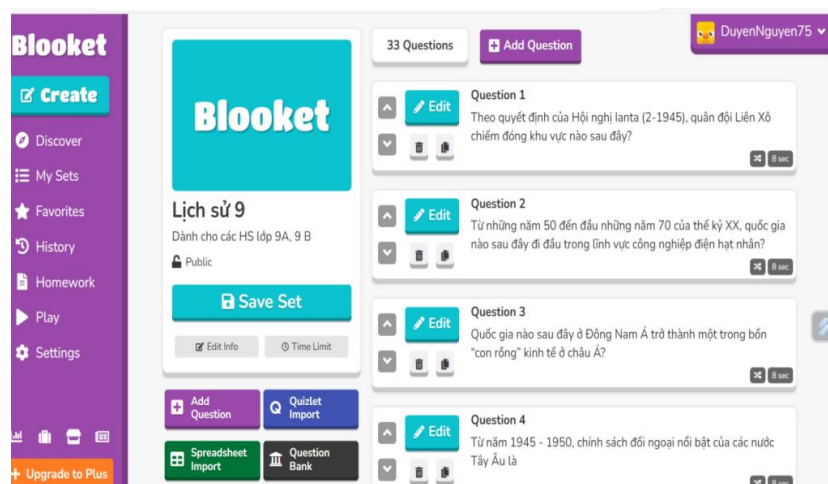 Blooket
Create
Discover
My Sets
Favorites
History
Homework
Play
Settings
+ Upgrade to Plus
Blooket
Lịch sử 9
Dành cho các HS lớp 9A, 9 B
Public
Save Set
Edit Info
Time Limit
Add
Question
Quizlet
Import
Spreadsheet
Import
Question
Bank
33 Questions
Add Question
DuyenNguyen75
Edit
Question 1
Theo quyết định của Hội nghị Ianta (2-1945), quân đội Liên Xô
chiếm đóng khu vực nào sau đây?
8 sec
Edit
Question 2
Từ những năm 50 đến đầu những năm 70 của thế kỷ XX, quốc gia
nào sau đây đi đầu trong lĩnh vực công nghiệp điện hạt nhân?
8 sec
Edit
Question 3
Quốc gia nào sau đây ở Đông Nam Á trở thành một trong bốn
"con rồng" kinh tế ở châu Á?
8 sec
Edit
Question 4
Từ năm 1945 - 1950, chính sách đối ngoại nổi bật của các nước
Tây Âu là
8 sec